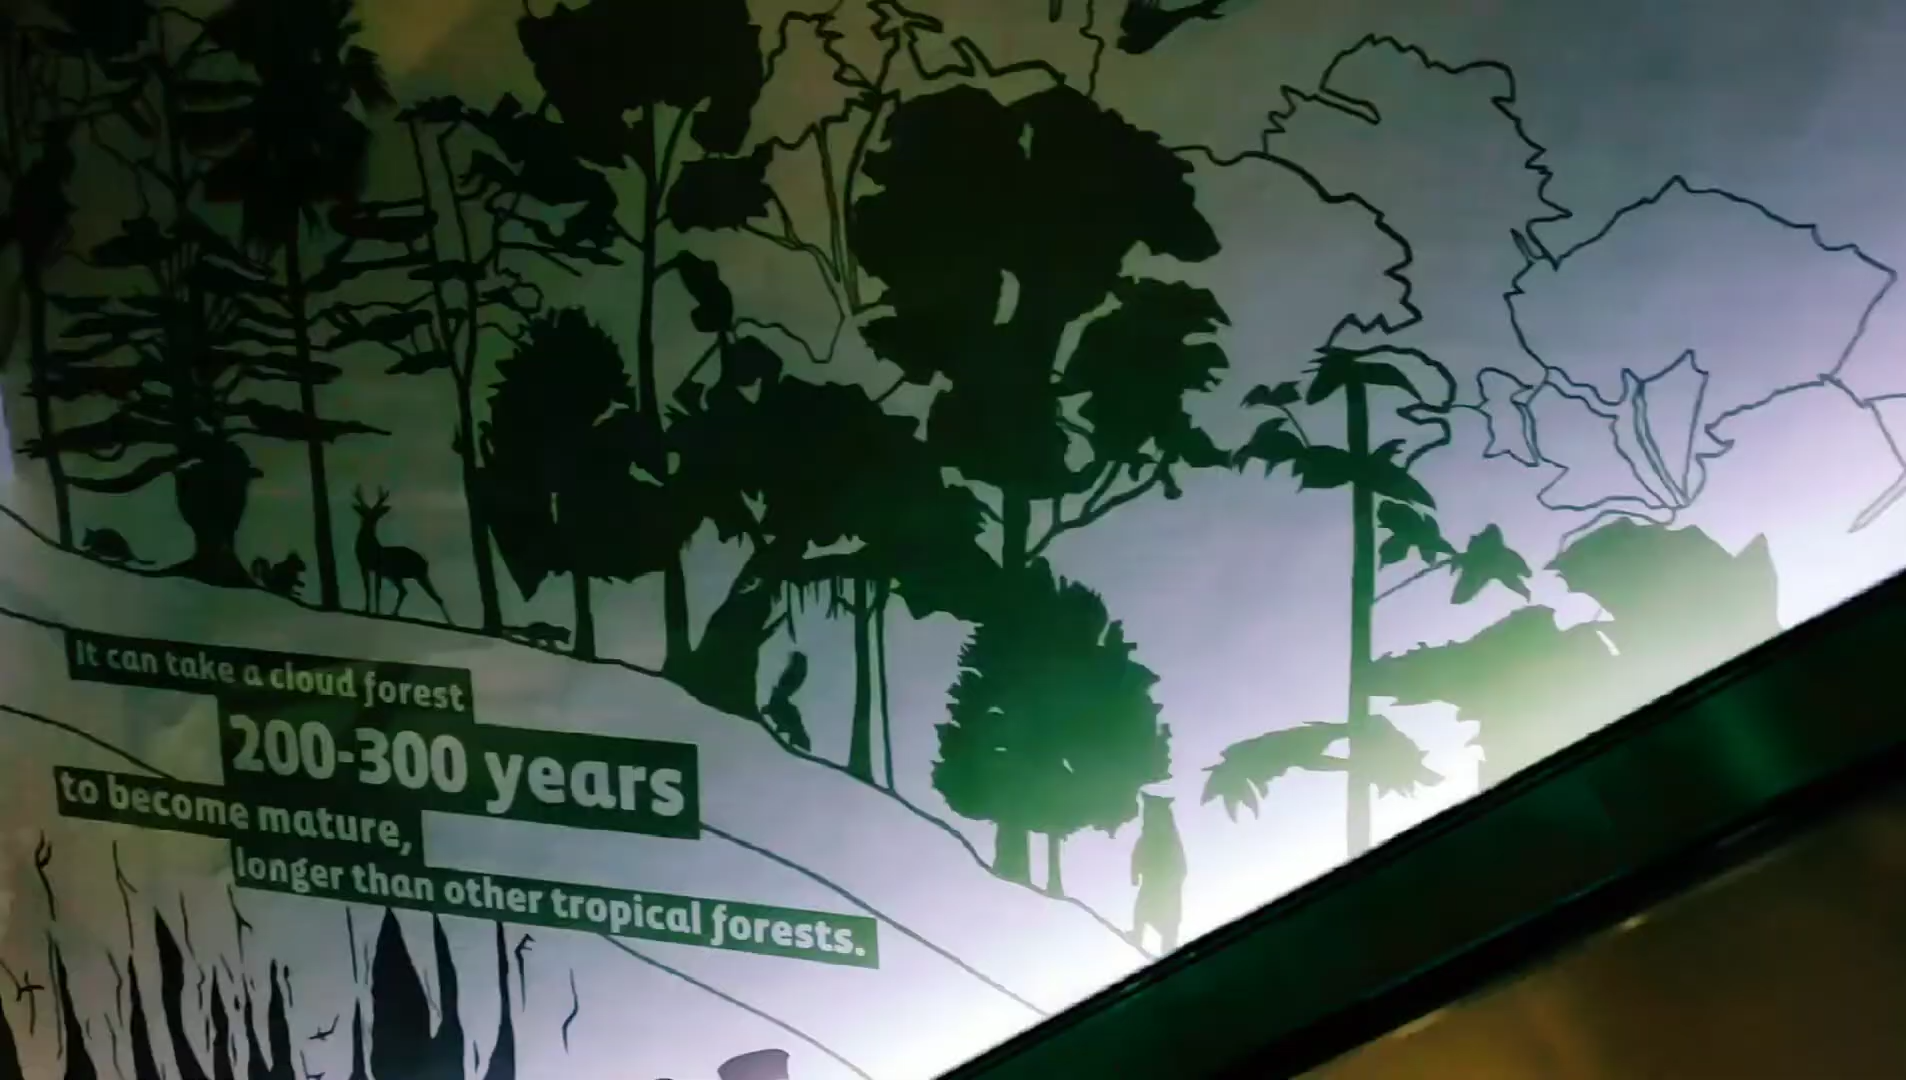 It can take a cloud forest
200-300 years
to become mature,
longer than other tropical forests.